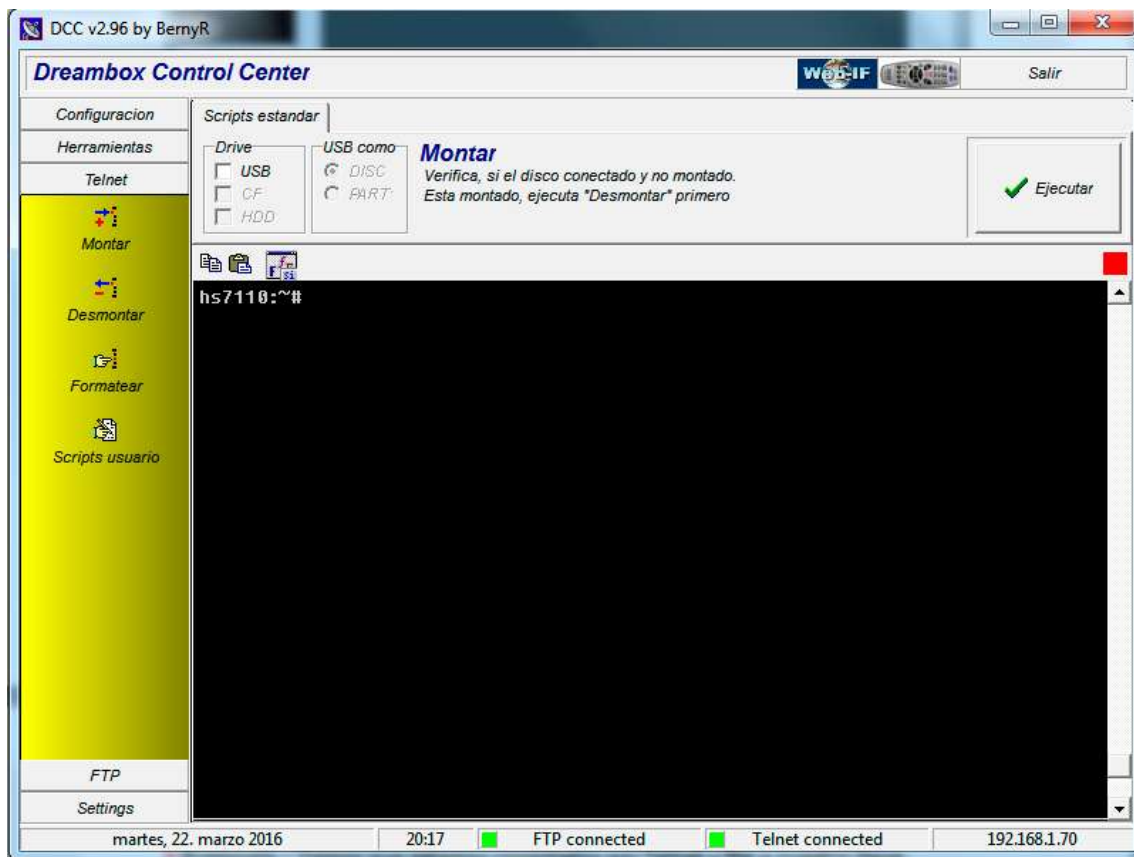 DCC v2.96 by BernyR
Dreambox Control Center
Web-IF
Salir
Configuracion
Herramientas
Telnet
Montar
Desmontar
Formatear
Scripts usuario
FTP
Settings
Scripts estandar
Drive
USB
CF
HDD
USB como
DISC
PART
Montar
Verifica, si el disco conectado y no montado.
Esta montado, ejecuta "Desmontar" primero
Ejecutar
hs7110:~#
martes, 22. marzo 2016 20:17 FTP connected Telnet connected 192.168.1.70